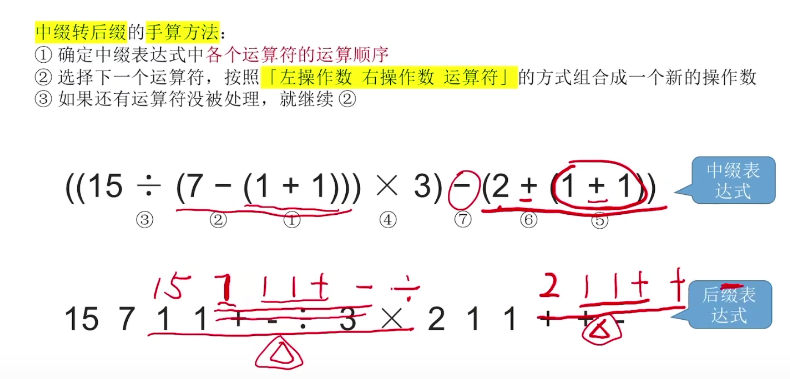 中缀转后缀的手算方法:
① 确定中缀表达式中各个运算符的运算顺序
② 选择下一个运算符，按照「左操作数 右操作数 运算符」的方式组合成一个新的操作数
③ 如果还有运算符没被处理，就继续 ②
((15 ÷ (7 − (1 + 1))) × 3) − (2 + (1 + 1))
中缀表
达式
③ ② ① ④ ⑦ ⑥ ⑤
15 7 1 1 + - ÷ 2 1 1 + + -
15 7 1 1 + - ÷ 3 × 2 1 1 + + -
后缀表
达式